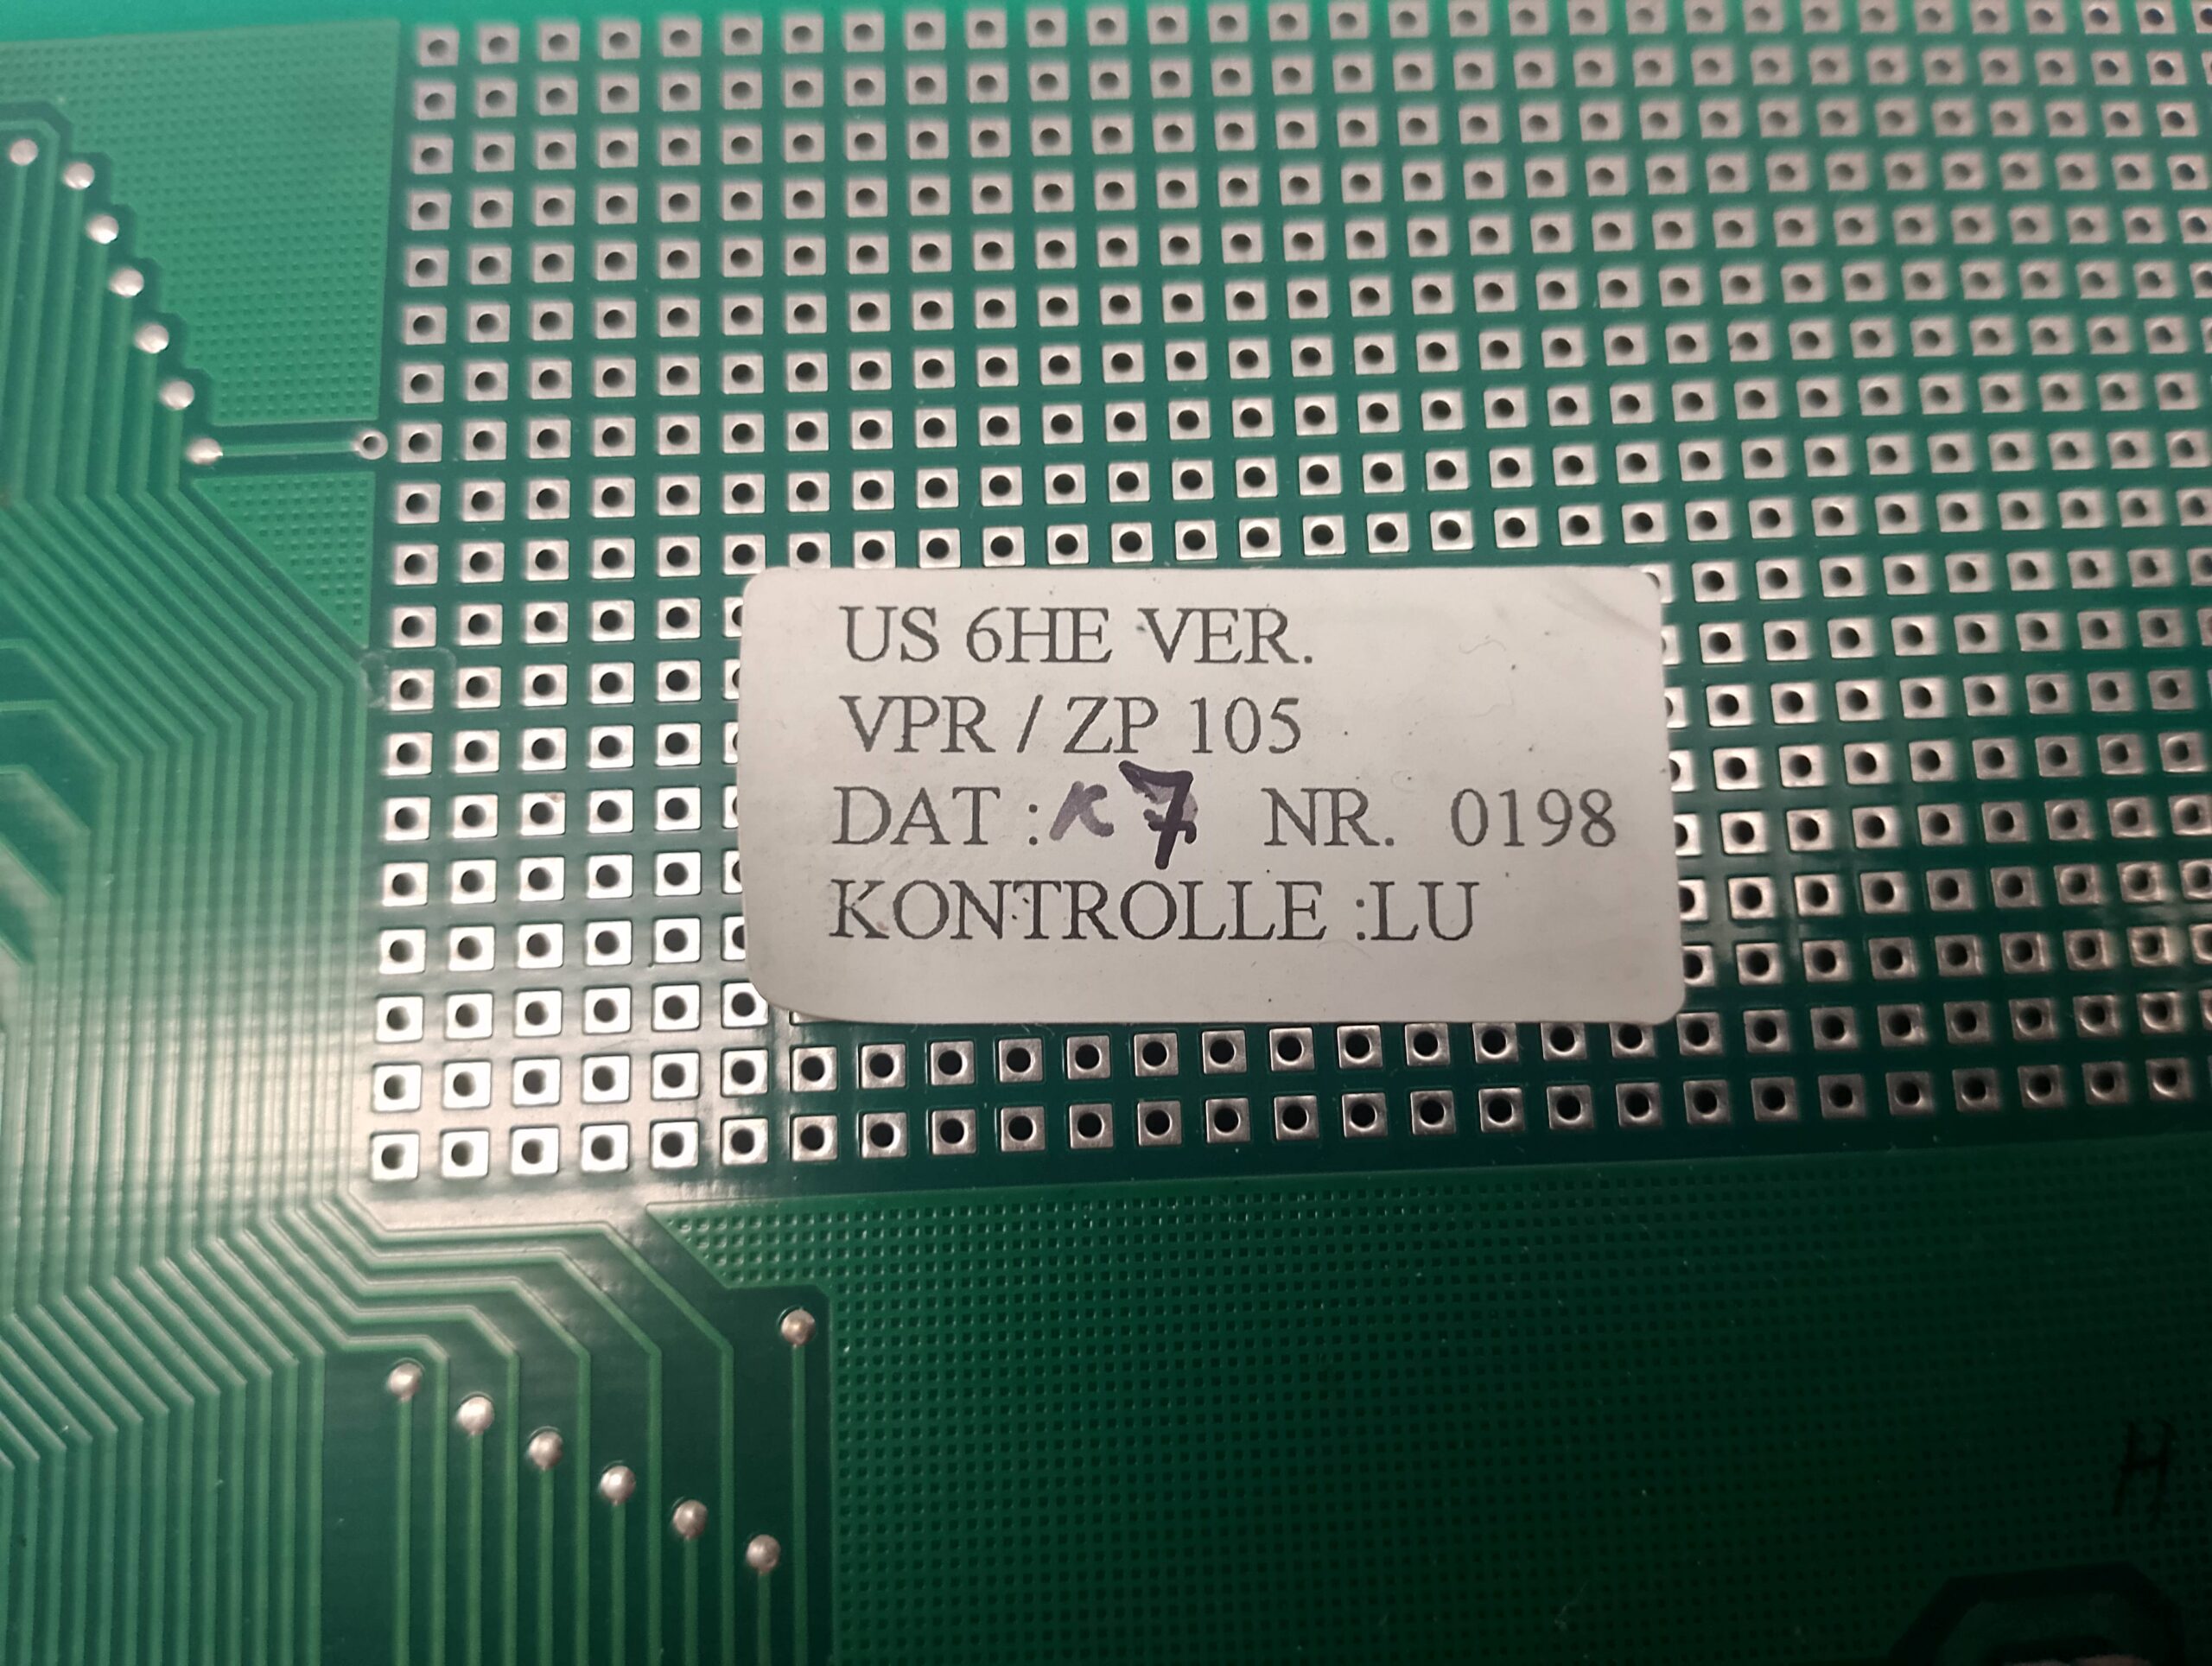 US 6HE VER.
VPR / ZP 105
DAT : K7 NR. 0198
KONTROLLE :LU
H